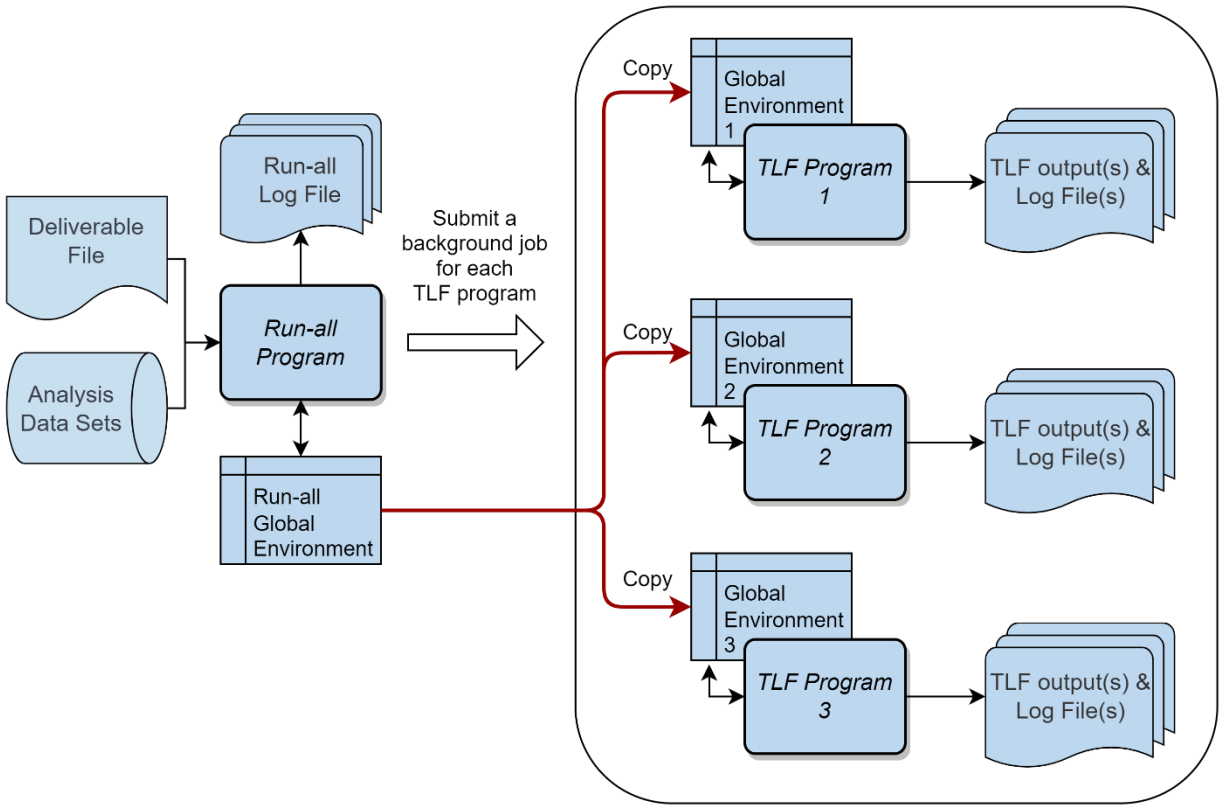 Deliverable
File
Analysis
Data Sets
Run-all
Log File
Run-all
Program
Run-all
Global
Environment
Submit a
background job
for each
TLF program
Copy
Global
Environment
1
TLF Program
1
TLF output(s) &
Log File(s)
Copy
Global
Environment
2
TLF Program
2
TLF output(s) &
Log File(s)
Copy
Global
Environment
3
TLF Program
3
TLF output(s) &
Log File(s)